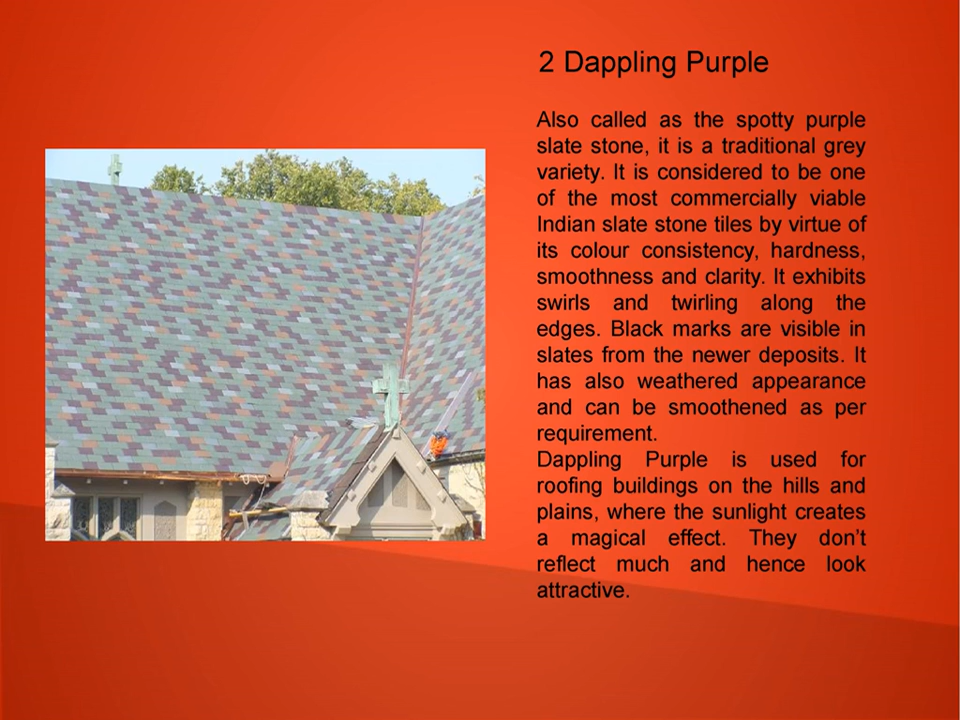 2 Dappling Purple
Also called as the spotty purple
slate stone, it is a traditional grey
variety. It is considered to be one
of the most commercially viable
Indian slate stone tiles by virtue of
its colour consistency, hardness,
smoothness and clarity. It exhibits
swirls and twirling along the
edges. Black marks are visible in
slates from the newer deposits. It
has also weathered appearance
and can be smoothened as per
requirement.
Dappling Purple is used for
roofing buildings on the hills and
plains, where the sunlight creates
a magical effect. They don't
reflect much and hence look
attractive.